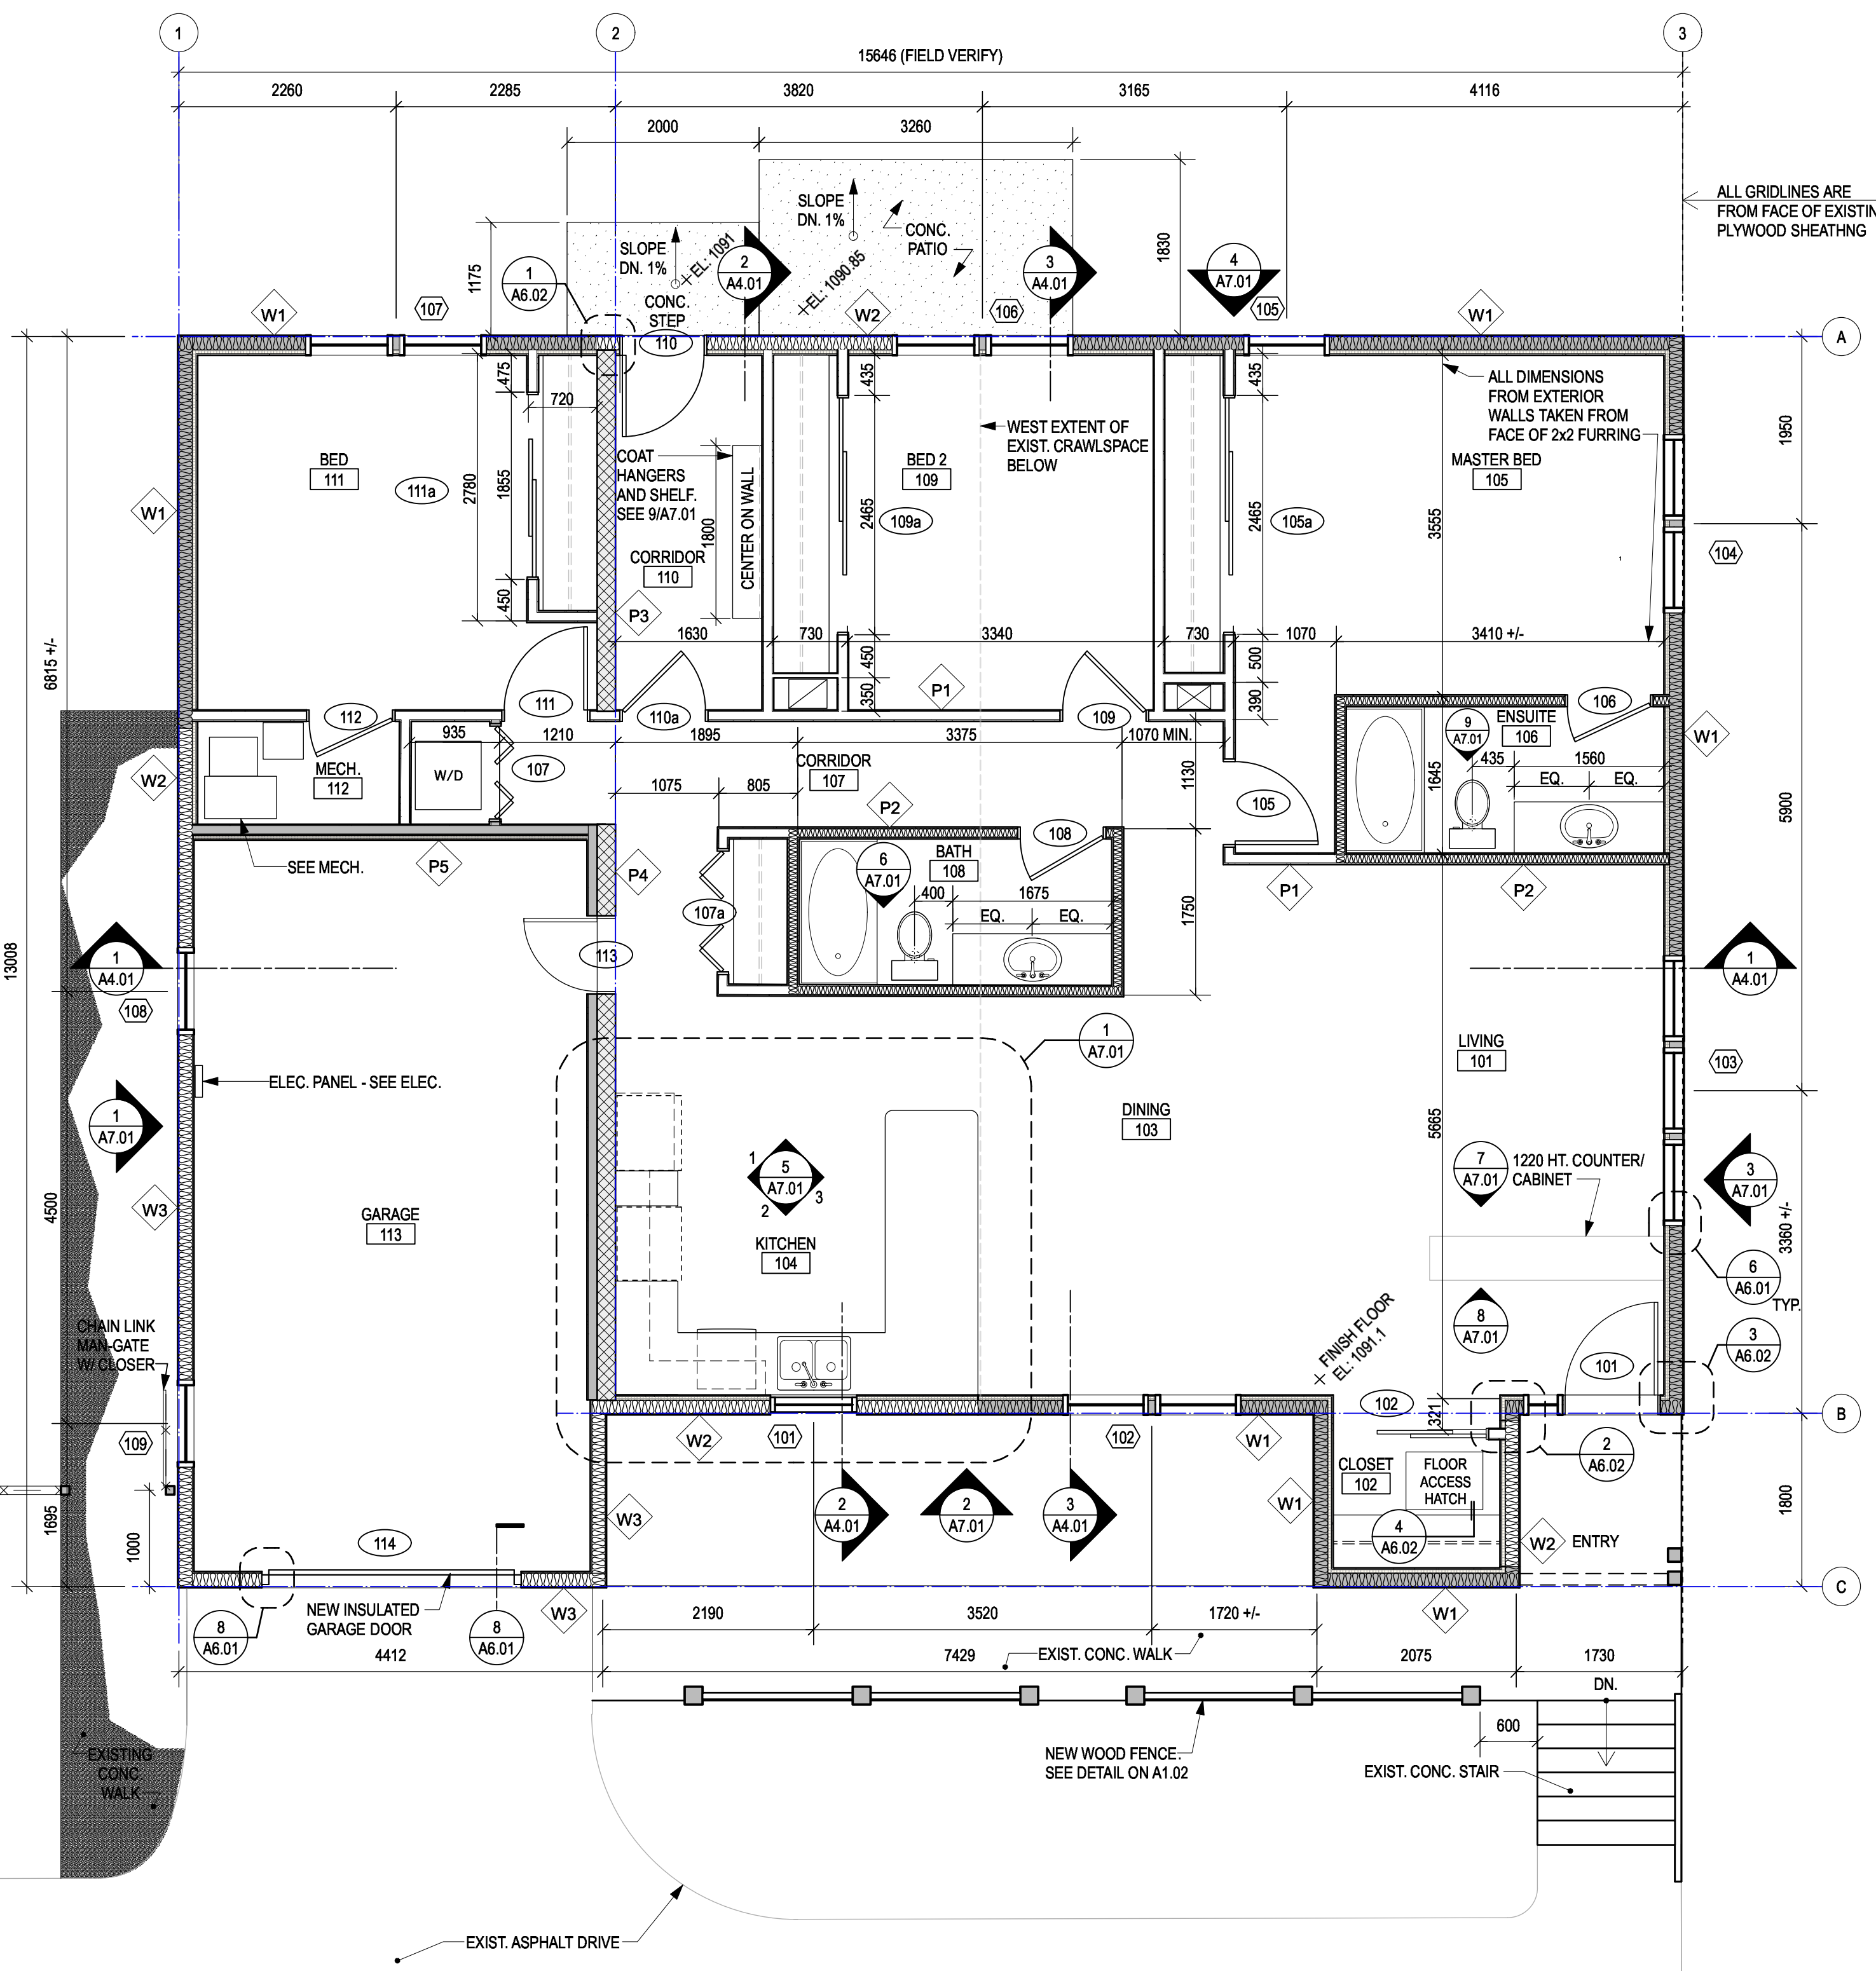 1
2
3
15646 (FIELD VERIFY)
2260
2285
3820
3165
4116
2000
3260
ALL GRIDLINES ARE
FROM FACE OF EXISTIN
PLYWOOD SHEATHNG
SLOPE
DN. 1%
CONC.
PATIO
SLOPE
DN. 1%
EL: 1091
EL: 1090.85
1830
1175
1
A6.02
2
A4.01
3
A4.01
4
A7.01
CONC.
STEP
W1
107
110
W2
106
105
W1
A
475
720
435
435
ALL DIMENSIONS
FROM EXTERIOR
WALLS TAKEN FROM
FACE OF 2x2 FURRING
1950
WEST EXTENT OF
EXIST. CRAWLSPACE
BELOW
BED
111
111a
2780
1855
COAT
HANGERS
AND SHELF.
SEE 9/A7.01
1800
CENTER ON WALL
BED 2
109
2465
109a
2465
105a
3555
MASTER BED
105
W1
104
CORRIDOR
110
450
P3
1630
730
3340
730
1070
3410 +/-
6815 +/-
450
350
P1
500
390
112
111
110a
109
106
9
A7.01
ENSUITE
106
W1
935
1210
1895
3375
1070 MIN.
435
1560
EQ.
EQ.
W2
MECH.
112
W/D
107
CORRIDOR
107
1075
805
1130
105
1645
5900
P2
108
SEE MECH.
P5
P4
6
A7.01
BATH
108
P1
P2
107a
400
1675
EQ.
EQ.
1750
13008
1
A4.01
113
1
A4.01
108
1
A7.01
LIVING
101
103
ELEC. PANEL - SEE ELEC.
DINING
103
5665
1
A7.01
7
A7.01
1220 HT. COUNTER/
CABINET
3
A7.01
5
A7.01
1
2
3
4500
W3
GARAGE
113
KITCHEN
104
3360 +/-
6
A6.01
TYP.
CHAIN LINK
MAN-GATE
W/ CLOSER
FINISH FLOOR
EL: 1091.1
8
A7.01
3
A6.02
101
102
321
B
109
W2
101
102
W1
2
A6.02
CLOSET
102
FLOOR
ACCESS
HATCH
1695
1000
W3
2
A4.01
2
A7.01
3
A4.01
W1
4
A6.02
W2
ENTRY
1800
114
C
8
A6.01
NEW INSULATED
GARAGE DOOR
8
A6.01
W3
W1
2190
3520
1720 +/-
4412
7429
EXIST. CONC. WALK
2075
1730
DN.
600
EXISTING
CONC.
WALK
NEW WOOD FENCE.
SEE DETAIL ON A1.02
EXIST. CONC. STAIR
EXIST. ASPHALT DRIVE